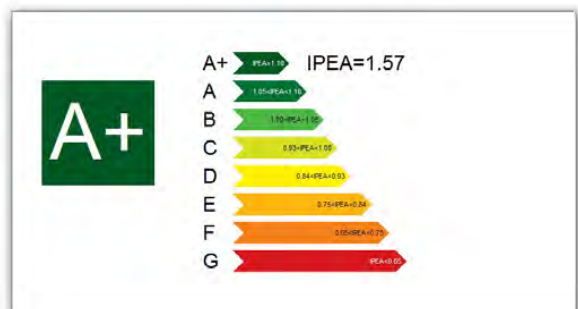 A+
A+ IPEA>1.10 IPEA=1.57
A 1.05<IPEA<1.10
B 1.00<IPEA<1.05
C 0.93<IPEA<1.00
D 0.84<IPEA<0.93
E 0.75<IPEA<0.84
F 0.65<IPEA<0.75
G IPEA<0.65